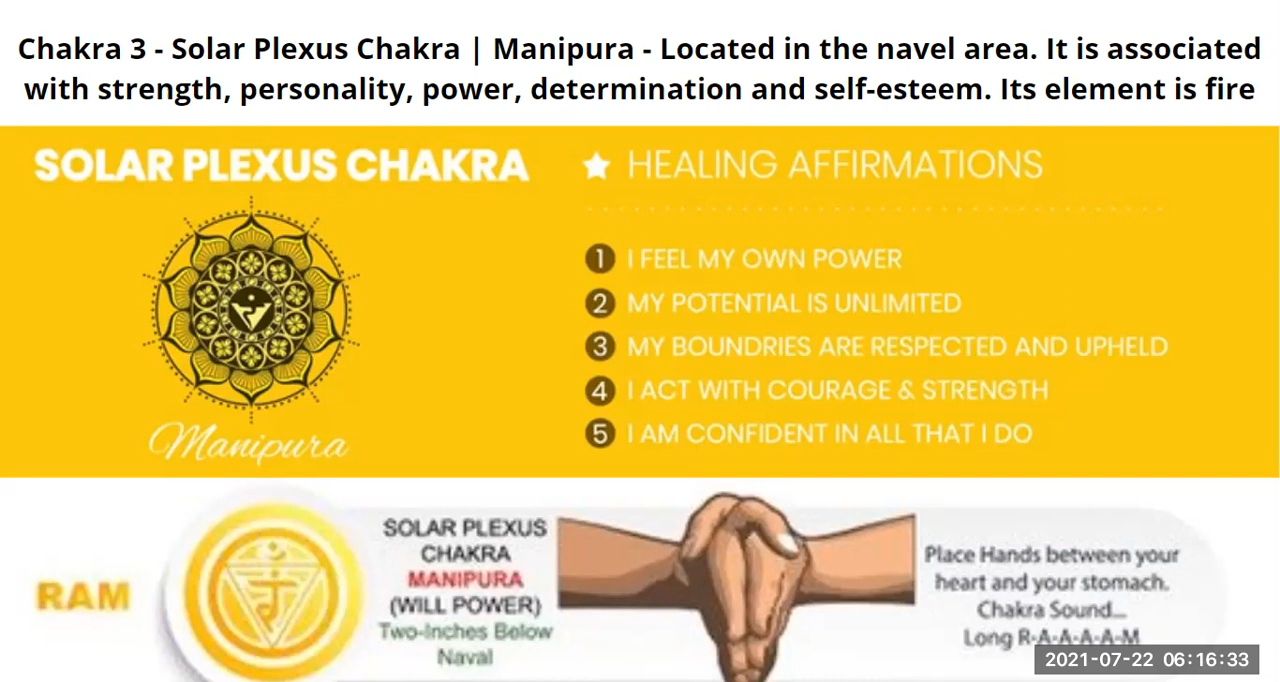 Chakra 3 - Solar Plexus Chakra | Manipura - Located in the navel area. It is associated
with strength, personality, power, determination and self-esteem. Its element is fire
SOLAR PLEXUS CHAKRA
Manipura
HEALING AFFIRMATIONS
1 I FEEL MY OWN POWER
2 MY POTENTIAL IS UNLIMITED
3 MY BOUNDRIES ARE RESPECTED AND UPHELD
4 I ACT WITH COURAGE & STRENGTH
5 I AM CONFIDENT IN ALL THAT I DO
RAM
SOLAR PLEXUS
CHAKRA
MANIPURA
(WILL POWER)
Two-Inches Below
Naval
Place Hands between your
heart and your stomach.
Chakra Sound...
Long R-A-A-A-A-M
2021-07-22 06:16:33